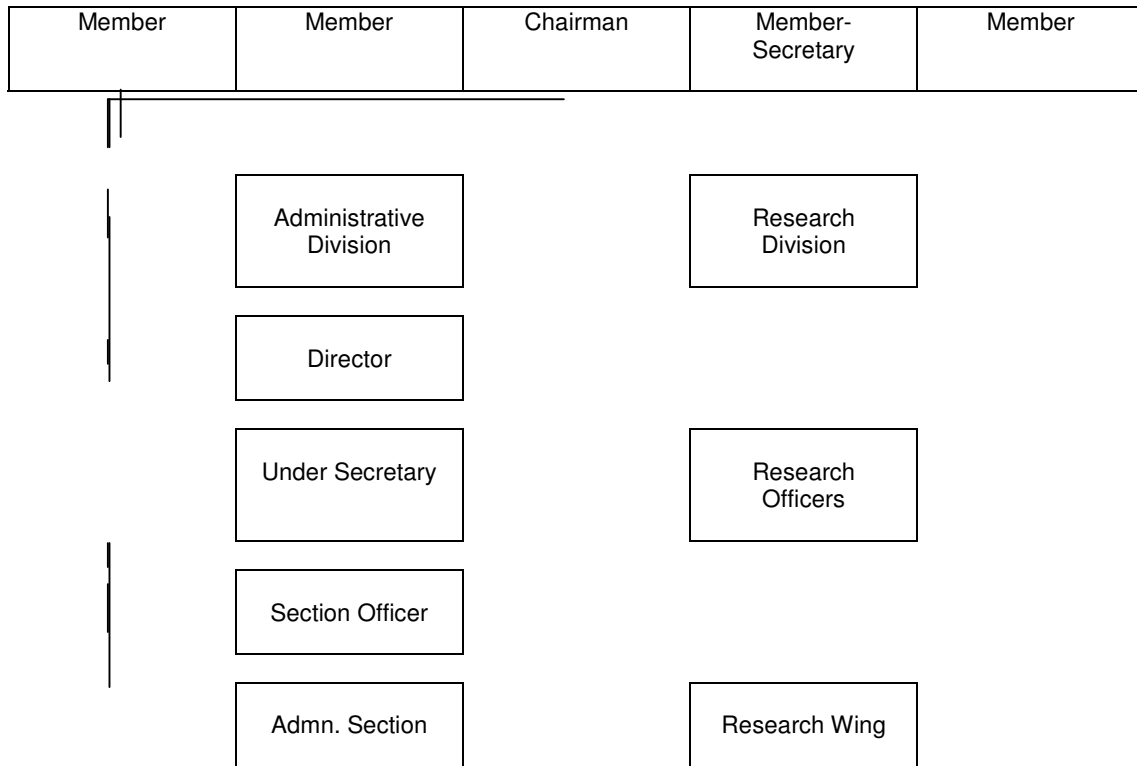 Member Member Chairman Member- Member
Secretary
Administrative Research
Division Division
Director
Under Secretary Research
Officers
Section Officer
Admn. Section Research Wing